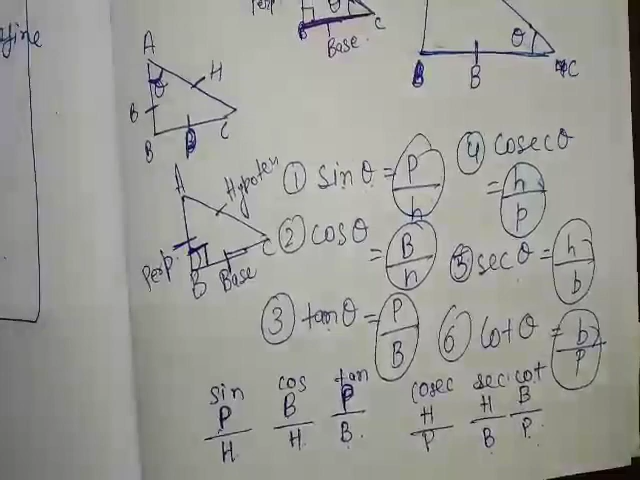 B θ C
Base
θ
B B C
A
θ H
B
B P C
A Hypoten
Perp.
B Base C
① sin θ = P/h
④ cosec θ = h/p
② cos θ = B/h
⑤ sec θ = h/b
③ tan θ = P/B
⑥ cot θ = b/P
sin cos tan cosec sec cot
P/H B/H P/B H/P H/B B/P